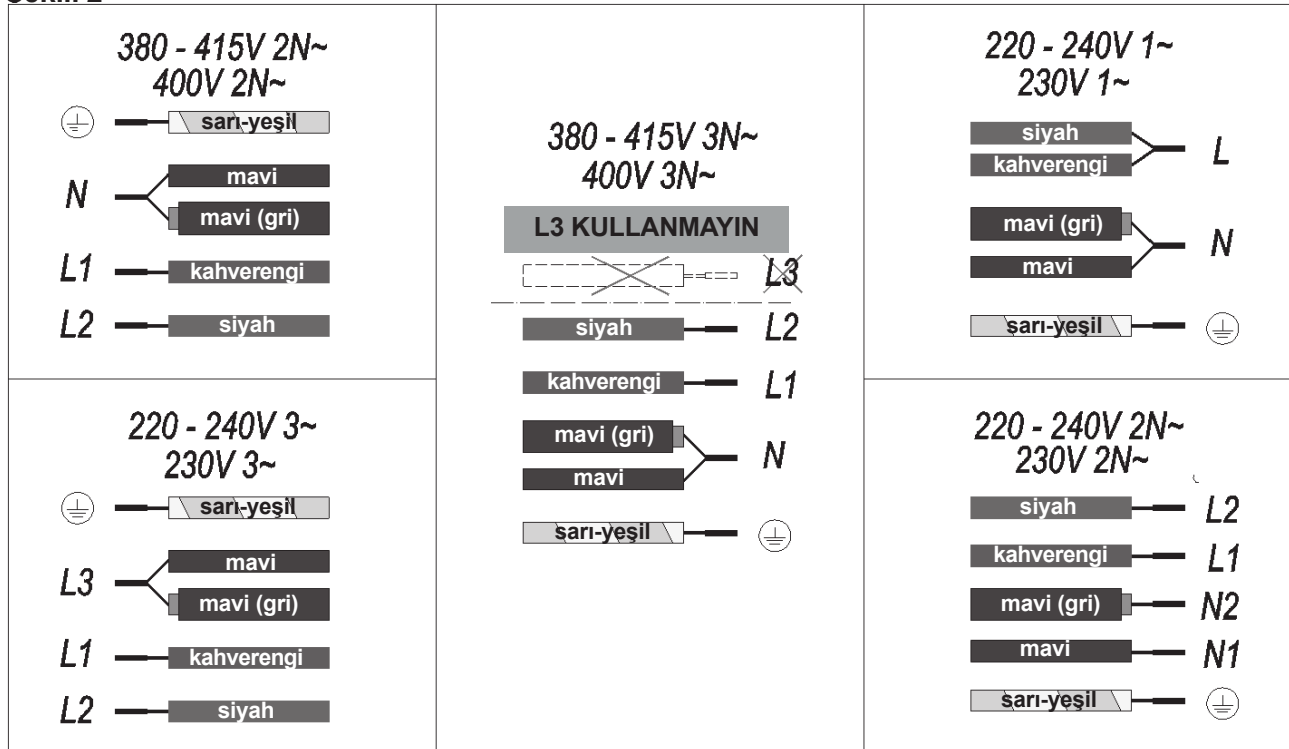 380 - 415V 2N~
400V 2N~
sarı-yeşil
N
mavi
mavi (gri)
L1
kahverengi
L2
siyah
220 - 240V 3~
230V 3~
sarı-yeşil
L3
mavi
mavi (gri)
L1
kahverengi
L2
siyah
380 - 415V 3N~
400V 3N~
L3 KULLANMAYIN
L3
siyah
L2
kahverengi
L1
mavi (gri)
N
mavi
sarı-yeşil
220 - 240V 1~
230V 1~
siyah
L
kahverengi
mavi (gri)
N
mavi
sarı-yeşil
220 - 240V 2N~
230V 2N~
siyah
L2
kahverengi
L1
mavi (gri)
N2
mavi
N1
sarı-yeşil